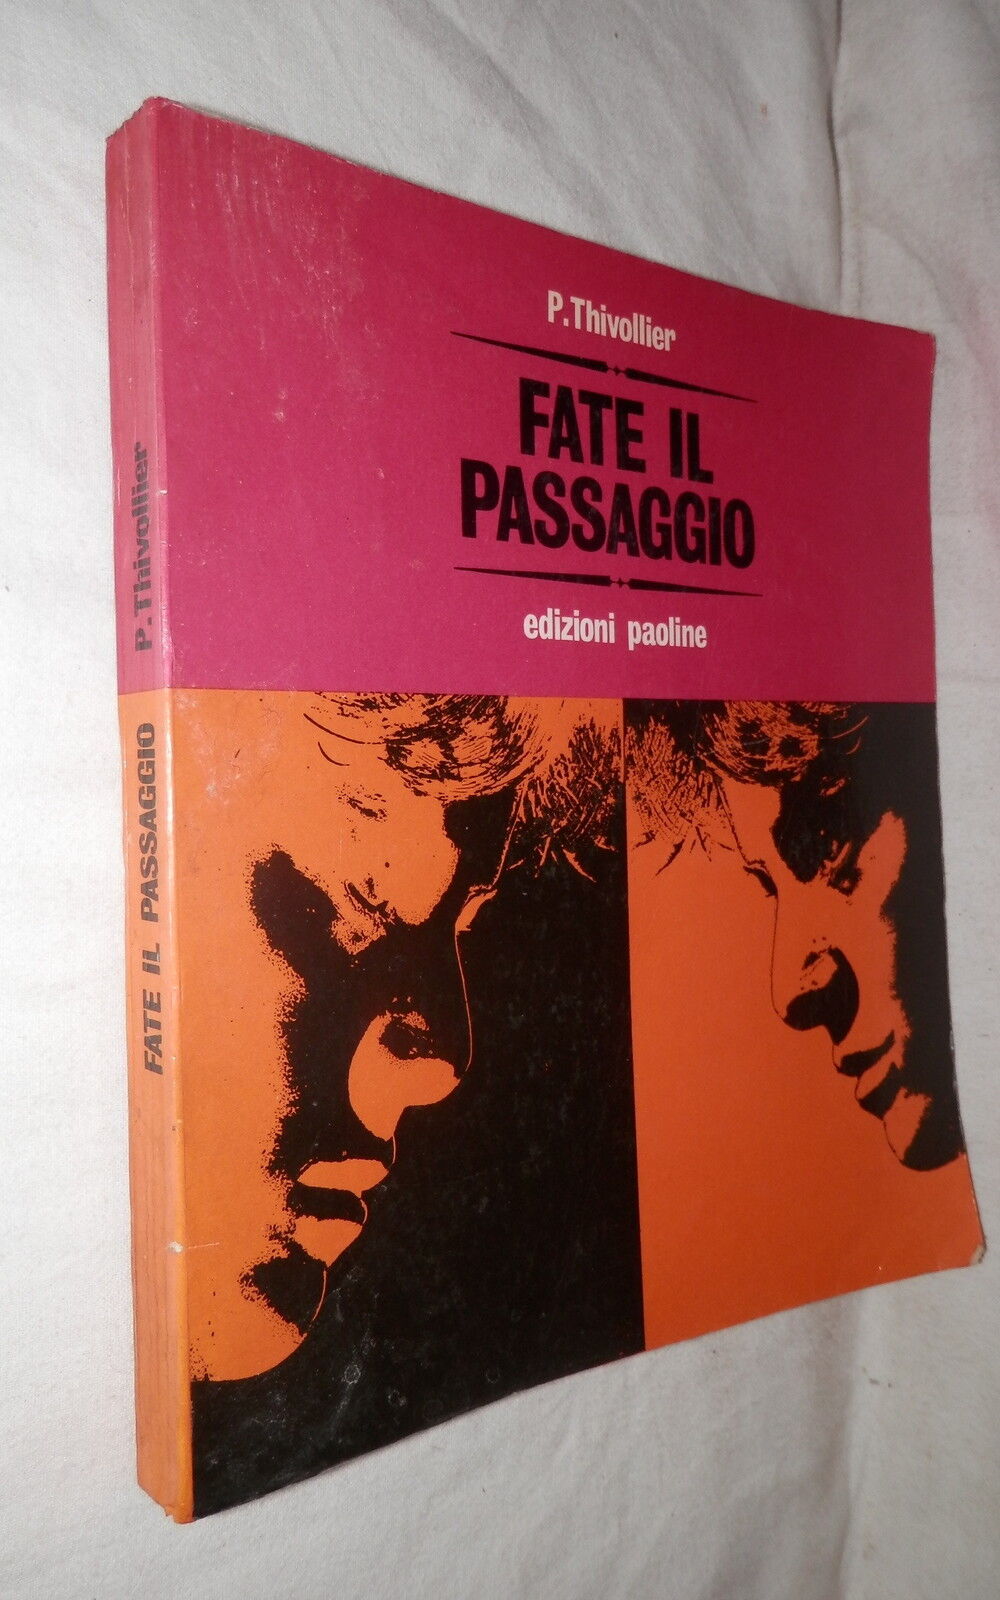 P.Thivollier
FATE IL
PASSAGGIO
edizioni paoline
FATE IL PASSAGGIO P.Thivollier